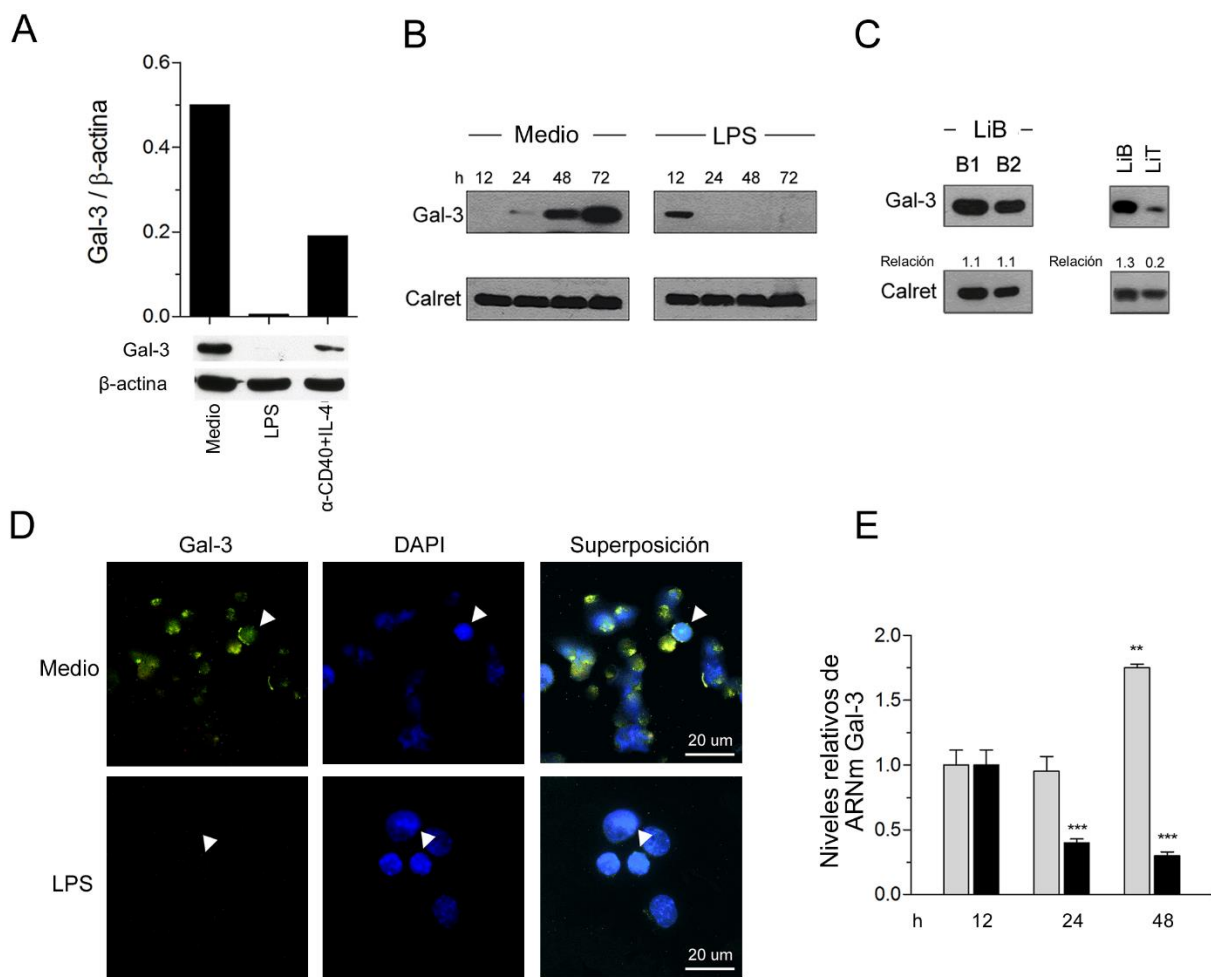 A
0.6
0.4
0.2
0.0
Gal-3 / β-actina
Gal-3
β-actina
Medio
LPS
α-CD40+IL-4
B
Medio
LPS
h 12 24 48 72 12 24 48 72
Gal-3
Calret
C
LiB
B1 B2
LiB
LiT
Gal-3
Relación 1.1 1.1 Relación 1.3 0.2
Calret
D
Gal-3 DAPI Superposición
Medio
20 um
LPS
20 um
E
Niveles relativos de
ARNm Gal-3
2.0
1.5
1.0
0.5
0.0
**
***
***
h 12 24 48